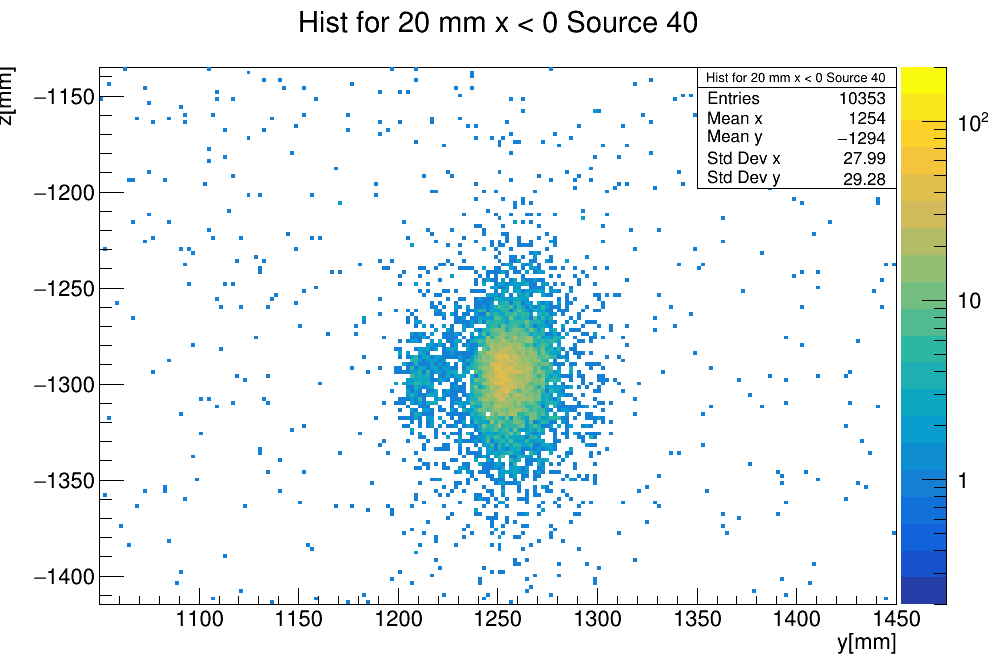 Hist for 20 mm x < 0 Source 40
z[mm]
Hist for 20 mm x < 0 Source 40
Entries 10353
Mean x 1254
Mean y −1294
Std Dev x 27.99
Std Dev y 29.28
−1150
−1200
−1250
−1300
−1350
−1400
10²
10
1
1100 1150 1200 1250 1300 1350 1400 1450
y[mm]